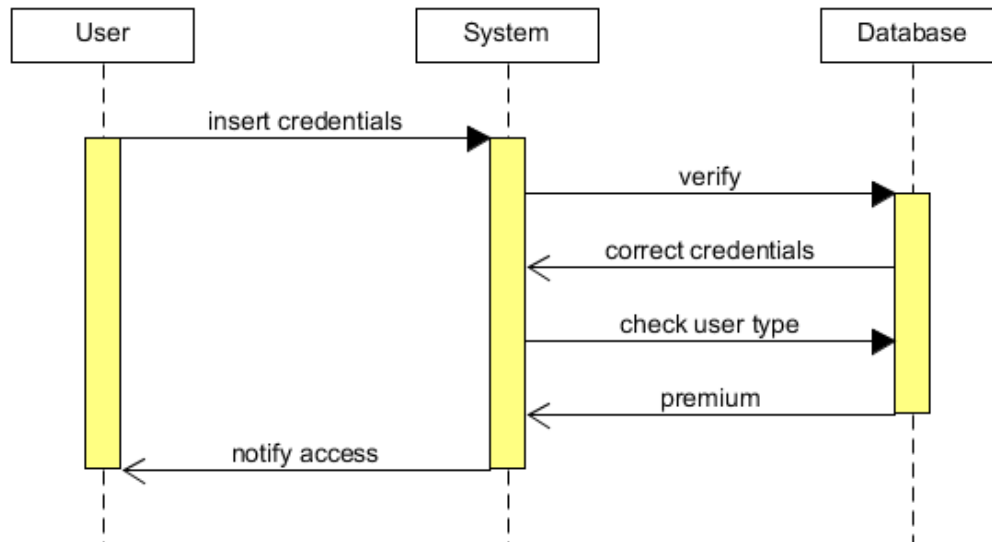 User
System
Database
insert credentials
verify
correct credentials
check user type
premium
notify access